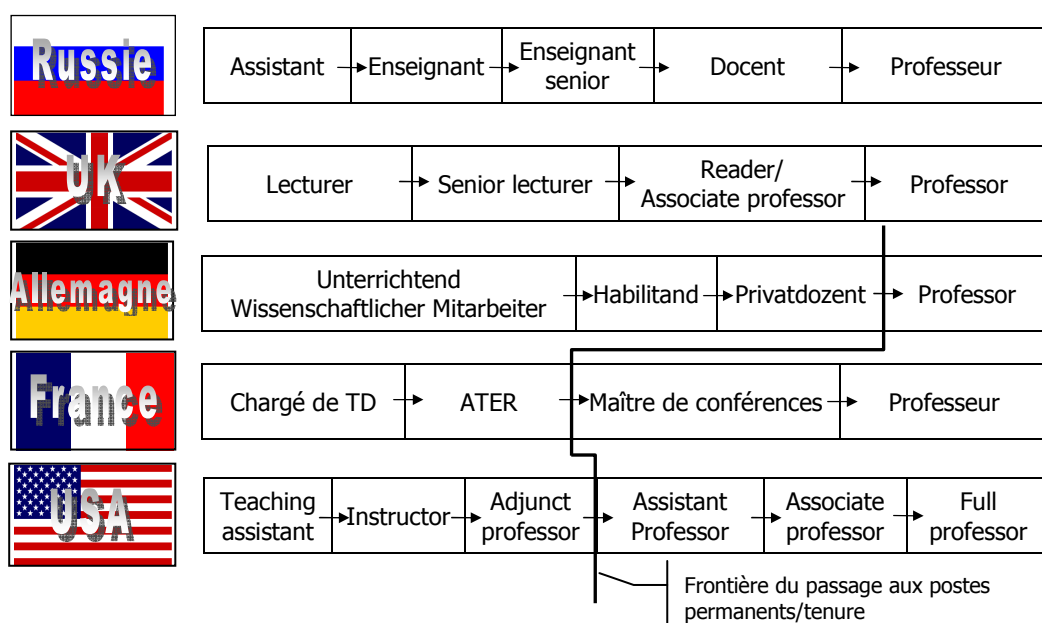 Russie
Assistant
Enseignant
Enseignant
senior
Docent
Professeur
UK
Lecturer
Senior lecturer
Reader/
Associate professor
Professor
Allemagne
Unterrichtend
Wissenschaftlicher Mitarbeiter
Habilitand
Privatdozent
Professor
France
Chargé de TD
ATER
Maître de conférences
Professeur
USA
Teaching
assistant
Instructor
Adjunct
professor
Assistant
Professor
Associate
professor
Full
professor
Frontière du passage aux postes
permanents/tenure